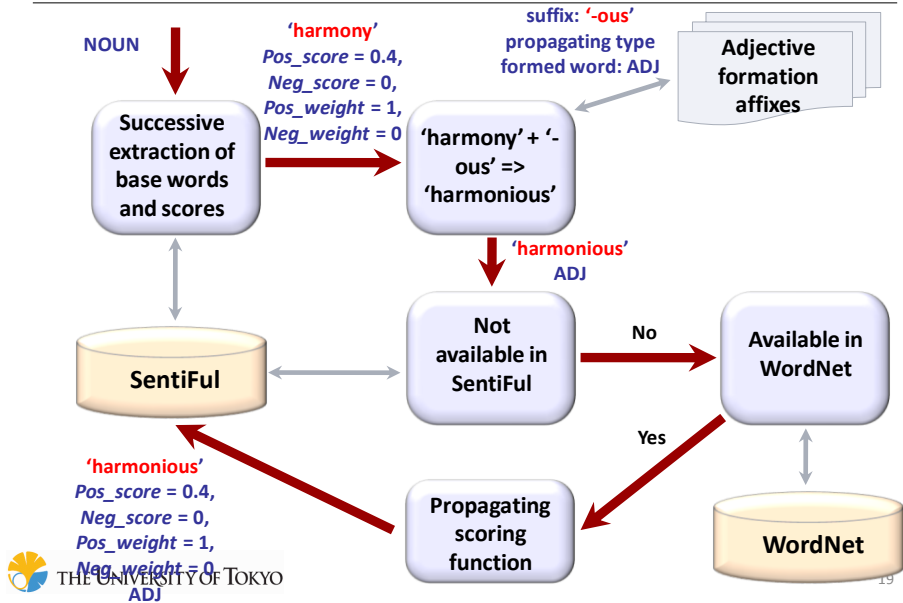 NOUN
'harmony'
Pos_score = 0.4,
Neg_score = 0,
Pos_weight = 1,
Neg_weight = 0
suffix: '-ous'
propagating type
formed word: ADJ
Adjective
formation
affixes
Successive
extraction of
base words
and scores
'harmony' + '-
ous' =>
'harmonious'
'harmonious'
ADJ
Not
available in
SentiFul
No
Available in
WordNet
SentiFul
Yes
'harmonious'
Pos_score = 0.4,
Neg_score = 0,
Pos_weight = 1,
Neg_weight = 0
ADJ
Propagating
scoring
function
WordNet
THE UNIVERSITY OF TOKYO
19